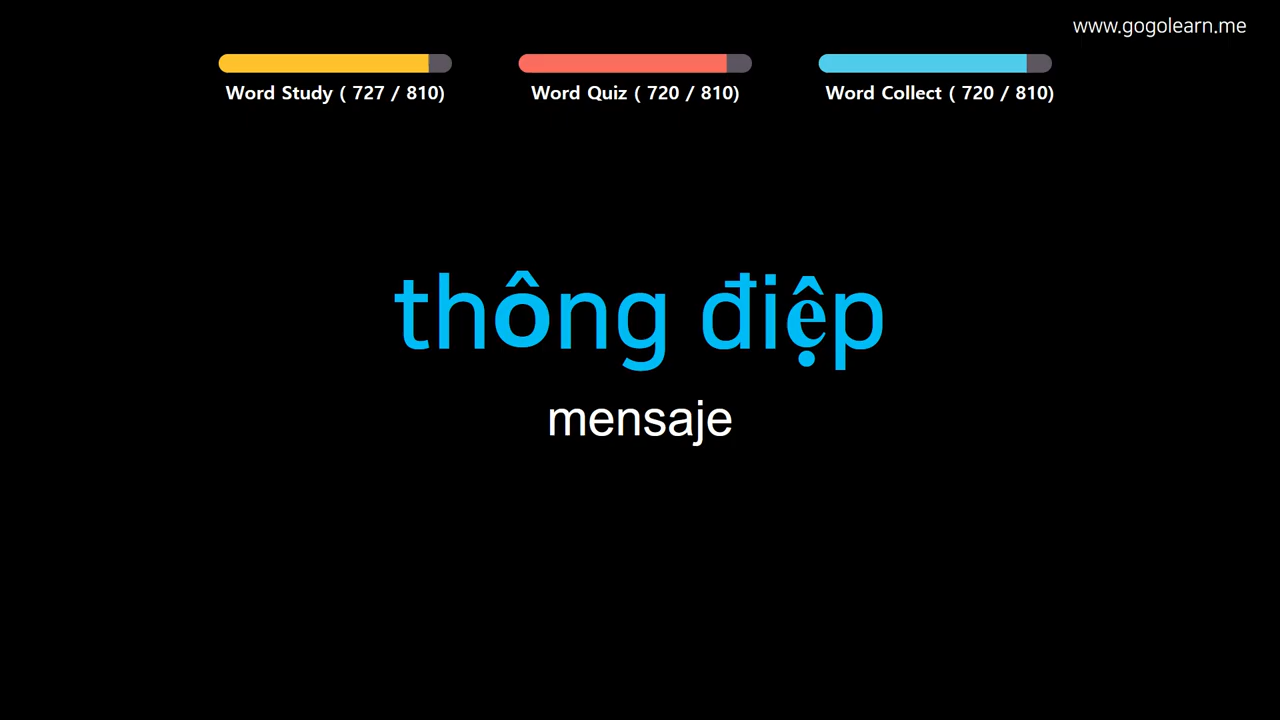 www.gogolearn.me
Word Study ( 727 / 810)
Word Quiz ( 720 / 810)
Word Collect ( 720 / 810)
thông điệp
mensaje